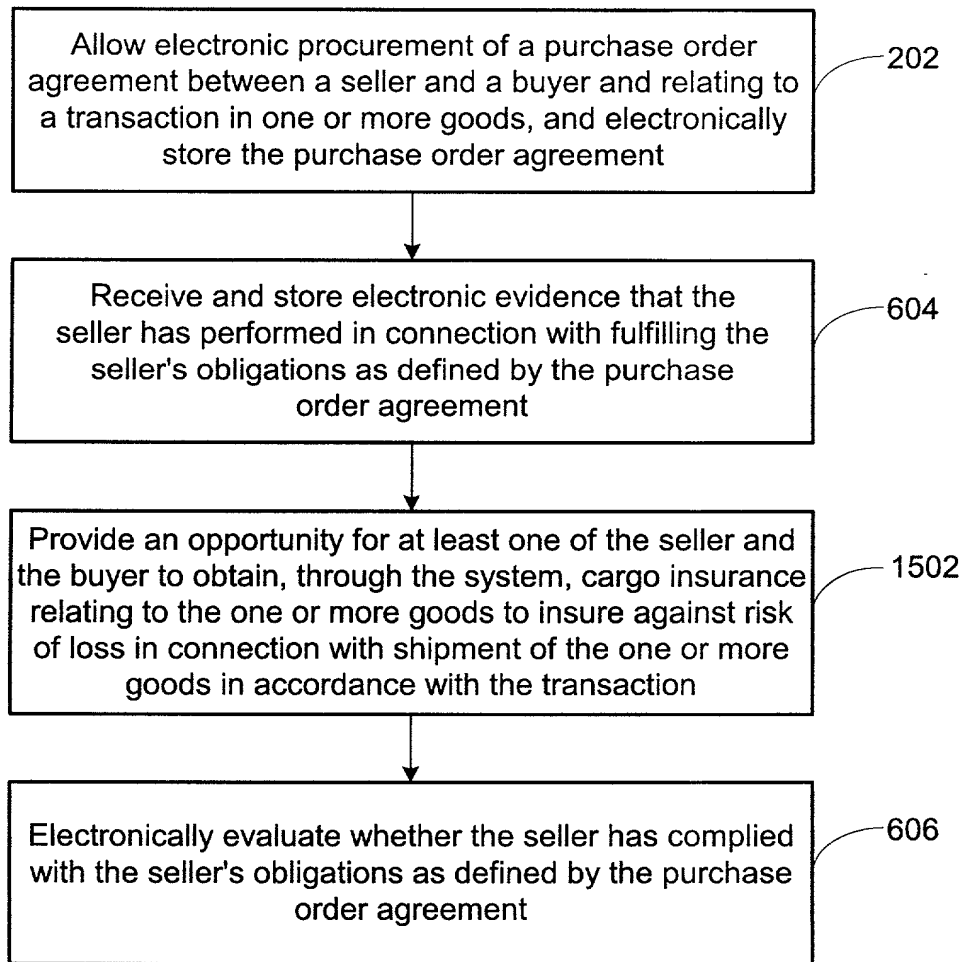 Allow electronic procurement of a purchase order
agreement between a seller and a buyer and relating to
a transaction in one or more goods, and electronically
store the purchase order agreement
202
Receive and store electronic evidence that the
seller has performed in connection with fulfilling the
seller's obligations as defined by the purchase
order agreement
604
Provide an opportunity for at least one of the seller and
the buyer to obtain, through the system, cargo insurance
relating to the one or more goods to insure against risk
of loss in connection with shipment of the one or more
goods in accordance with the transaction
1502
Electronically evaluate whether the seller has complied
with the seller's obligations as defined by the purchase
order agreement
606